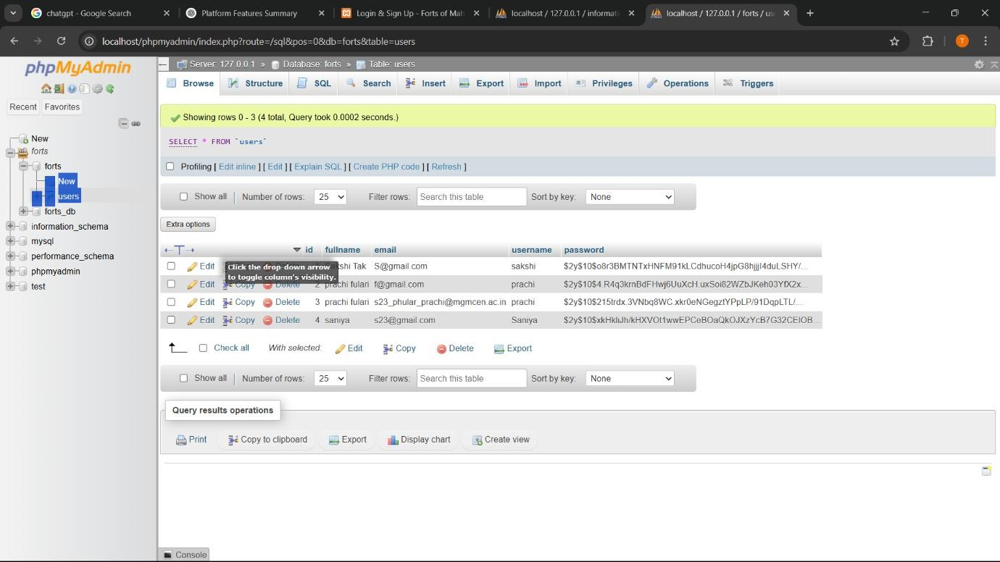 chatgpt - Google Search
Platform Features Summary
Login & Sign Up - Forts of Mah
localhost / 127.0.0.1 / informati
localhost / 127.0.0.1 / forts / us
localhost/phpmyadmin/index.php?route=/sql&pos=0&db=forts&table=users
T
phpMyAdmin
Recent Favorites
New
forts
forts
New
users
forts_db
information_schema
mysql
performance_schema
phpmyadmin
test
Server: 127.0.0.1 » Database: forts » Table: users
Browse Structure SQL Search Insert Export Import Privileges Operations Triggers
Showing rows 0 - 3 (4 total, Query took 0.0002 seconds.)
SELECT * FROM `users`
Profiling [ Edit inline ] [ Edit ] [ Explain SQL ] [ Create PHP code ] [ Refresh ]
Show all | Number of rows: 25 Filter rows: Search this table Sort by key: None
Extra options
←T→ id fullname email username password
Edit akshi Tak S@gmail.com sakshi $2y$10$o8r3BMTNTxHNFM91kLCdhucoH4jpG8hjjjI4duLSHY/...
Click the drop-down arrow
to toggle column's visibility.
Edit Copy Delete 2 prachi fulari f@gmail.com prachi $2y$10$4.R4q3krnBdFHwj6UuXcH.uxSoi82WZbJKeh03YfX2x...
Edit Copy Delete 3 prachi fulari s23_phular_prachi@mgmcen.ac.in prachi $2y$10$215trdx.3VNbq8WC.xkr0eNGegztYPpLP/91DqpLTL/...
Edit Copy Delete 4 saniya s23@gmail.com Saniya $2y$10$xkHkliJh/kHXVOt1wwEPCeBOaQkOJXzYcB7G32CEIOB...
Check all With selected: Edit Copy Delete Export
Show all | Number of rows: 25 Filter rows: Search this table Sort by key: None
Query results operations
Print Copy to clipboard Export Display chart Create view
Console